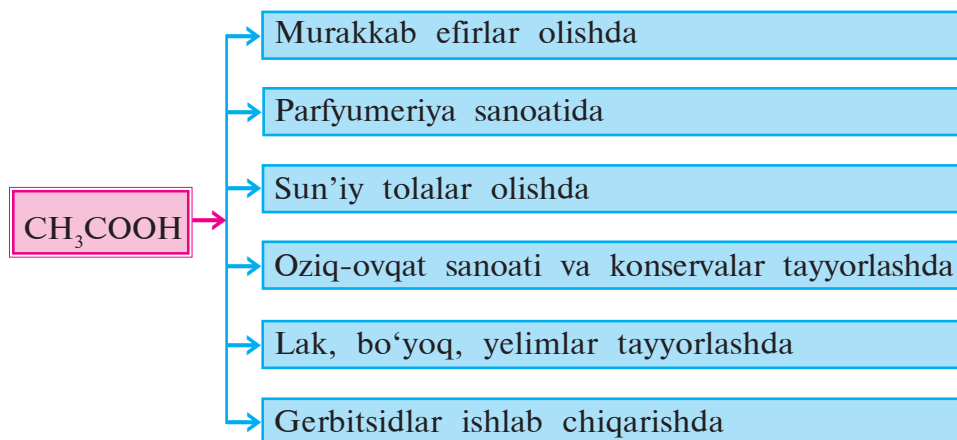 Murakkab efirlar olishda
Parfyumeriya sanoatida
Sun’iy tolalar olishda
CH₃COOH
Oziq-ovqat sanoati va konservalar tayyorlashda
Lak, bo‘yoq, yelimlar tayyorlashda
Gerbitsidlar ishlab chiqarishda